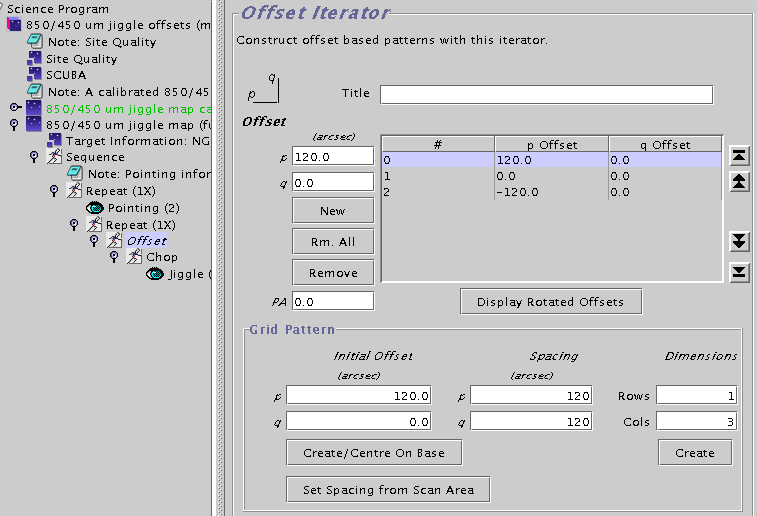 Science Program
850/450 um jiggle offsets (m
Note: Site Quality
Site Quality
SCUBA
Note: A calibrated 850/45
850/450 um jiggle map ca
850/450 um jiggle map (fu
Target Information: NG
Sequence
Note: Pointing infor
Repeat (1X)
Pointing (2)
Repeat (1X)
Offset
Chop
Jiggle (
Offset Iterator
Construct offset based patterns with this iterator.
q
p
Title
Offset
(arcsec)
p 120.0
q 0.0
New
Rm. All
Remove
PA 0.0
# p Offset q Offset
0 120.0 0.0
1 0.0 0.0
2 -120.0 0.0
Display Rotated Offsets
Grid Pattern
Initial Offset Spacing Dimensions
(arcsec) (arcsec)
p 120.0 p 120 Rows 1
q 0.0 q 120 Cols 3
Create/Centre On Base Create
Set Spacing from Scan Area